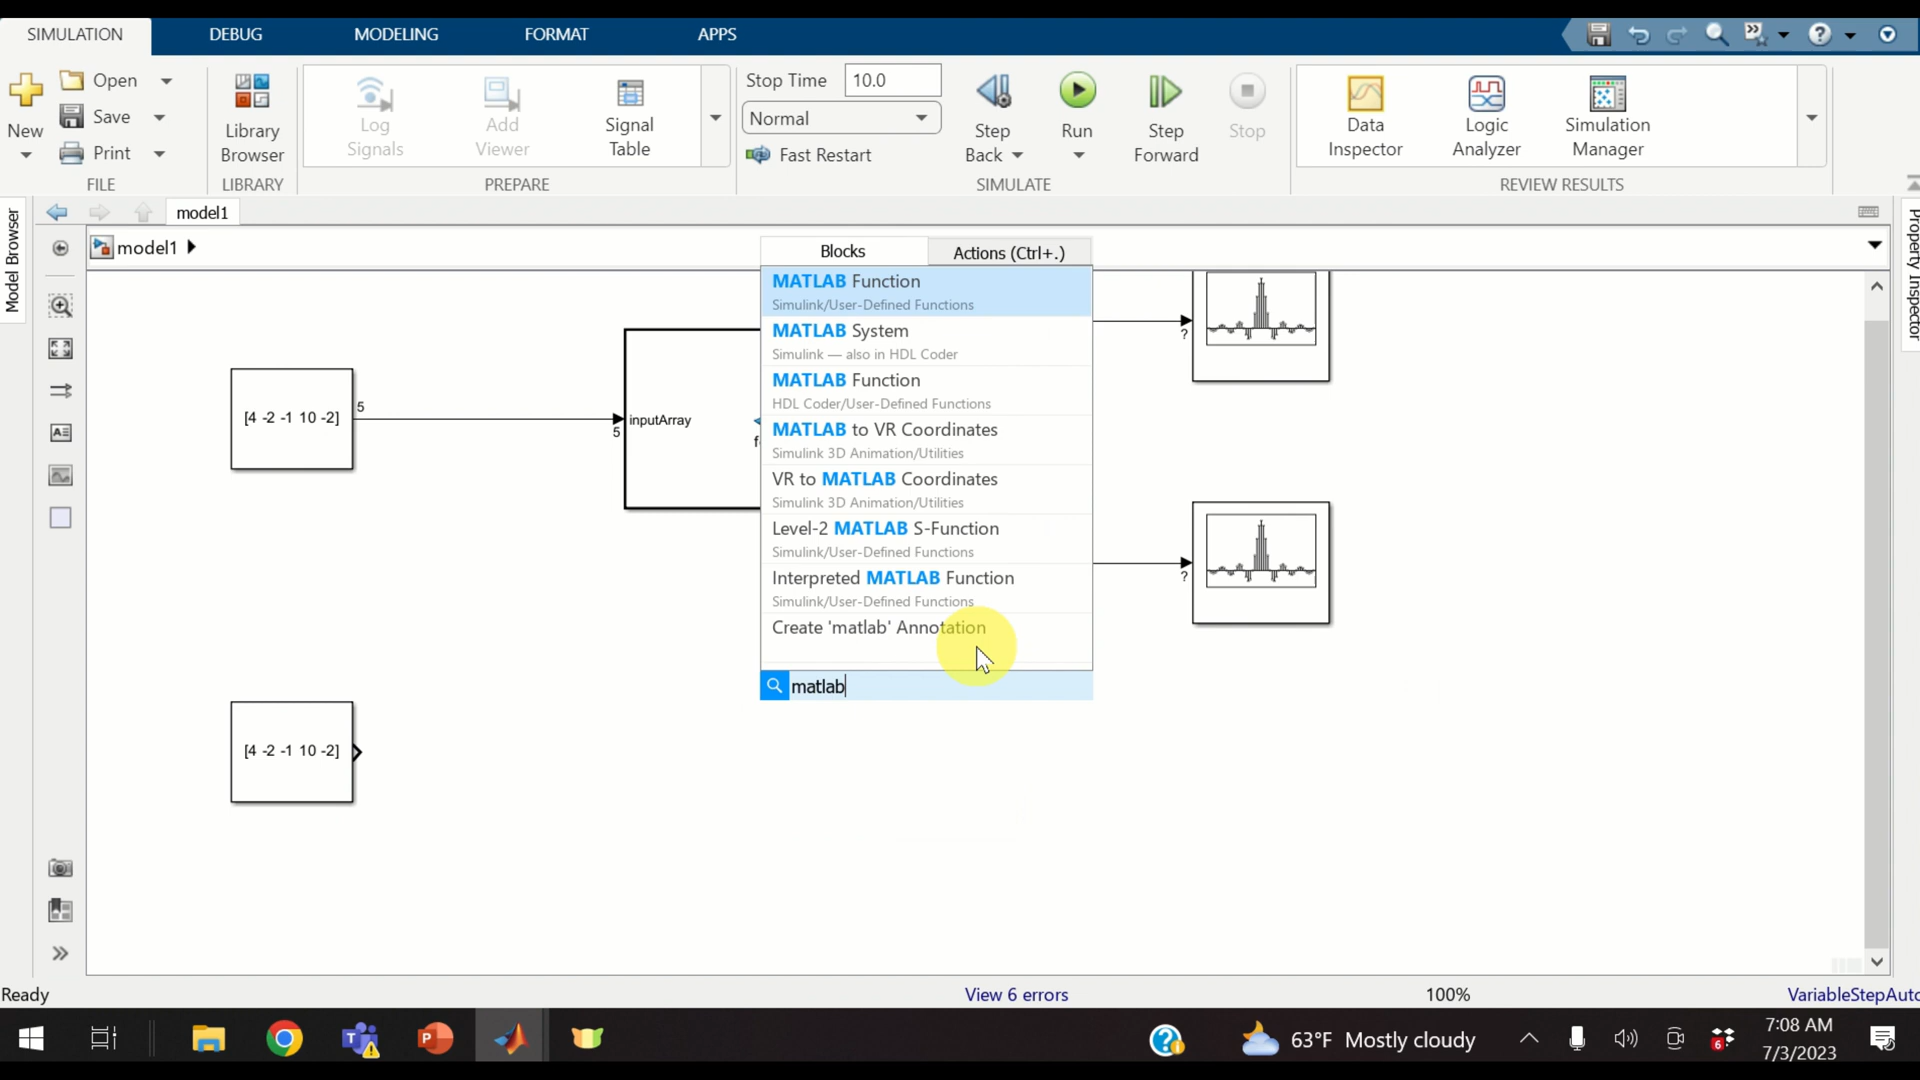 SIMULATION
DEBUG
MODELING
FORMAT
APPS
New
Open
Save
Print
FILE
Library
Browser
LIBRARY
Log
Signals
Add
Viewer
Signal
Table
PREPARE
Stop Time 10.0
Normal
Fast Restart
Step
Back
Run
Step
Forward
Stop
SIMULATE
Data
Inspector
Logic
Analyzer
Simulation
Manager
REVIEW RESULTS
Model Browser
model1
model1
Property Inspector
Blocks
Actions (Ctrl+.)
MATLAB Function
Simulink/User-Defined Functions
MATLAB System
Simulink — also in HDL Coder
MATLAB Function
HDL Coder/User-Defined Functions
MATLAB to VR Coordinates
Simulink 3D Animation/Utilities
VR to MATLAB Coordinates
Simulink 3D Animation/Utilities
Level-2 MATLAB S-Function
Simulink/User-Defined Functions
Interpreted MATLAB Function
Simulink/User-Defined Functions
Create 'matlab' Annotation
matlab
[4 -2 -1 10 -2]
5
5
inputArray
f
?
?
[4 -2 -1 10 -2]
Ready
View 6 errors
100%
VariableStepAuto
63°F Mostly cloudy
6
7:08 AM
7/3/2023